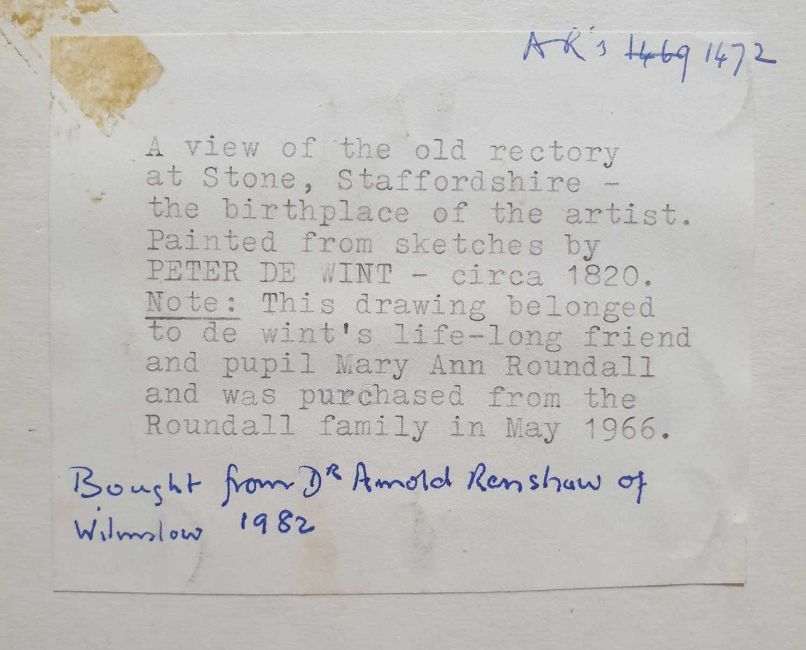 AR's 1469 1472
A view of the old rectory
at Stone, Staffordshire -
the birthplace of the artist.
Painted from sketches by
PETER DE WINT - circa 1820.
Note: This drawing belonged
to de wint's life-long friend
and pupil Mary Ann Roundall
and was purchased from the
Roundall family in May 1966.
Bought from DR Arnold Renshaw of
Wilmslow 1982